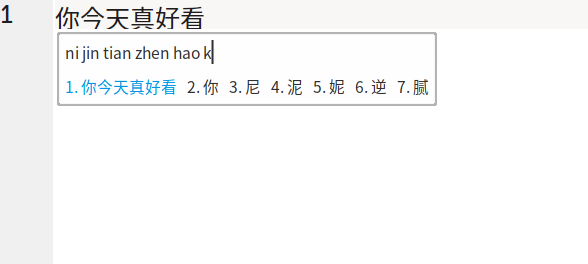 1 你今天真好看
ni jin tian zhen hao k
1. 你今天真好看 2. 你 3. 尼 4. 泥 5. 妮 6. 逆 7. 腻